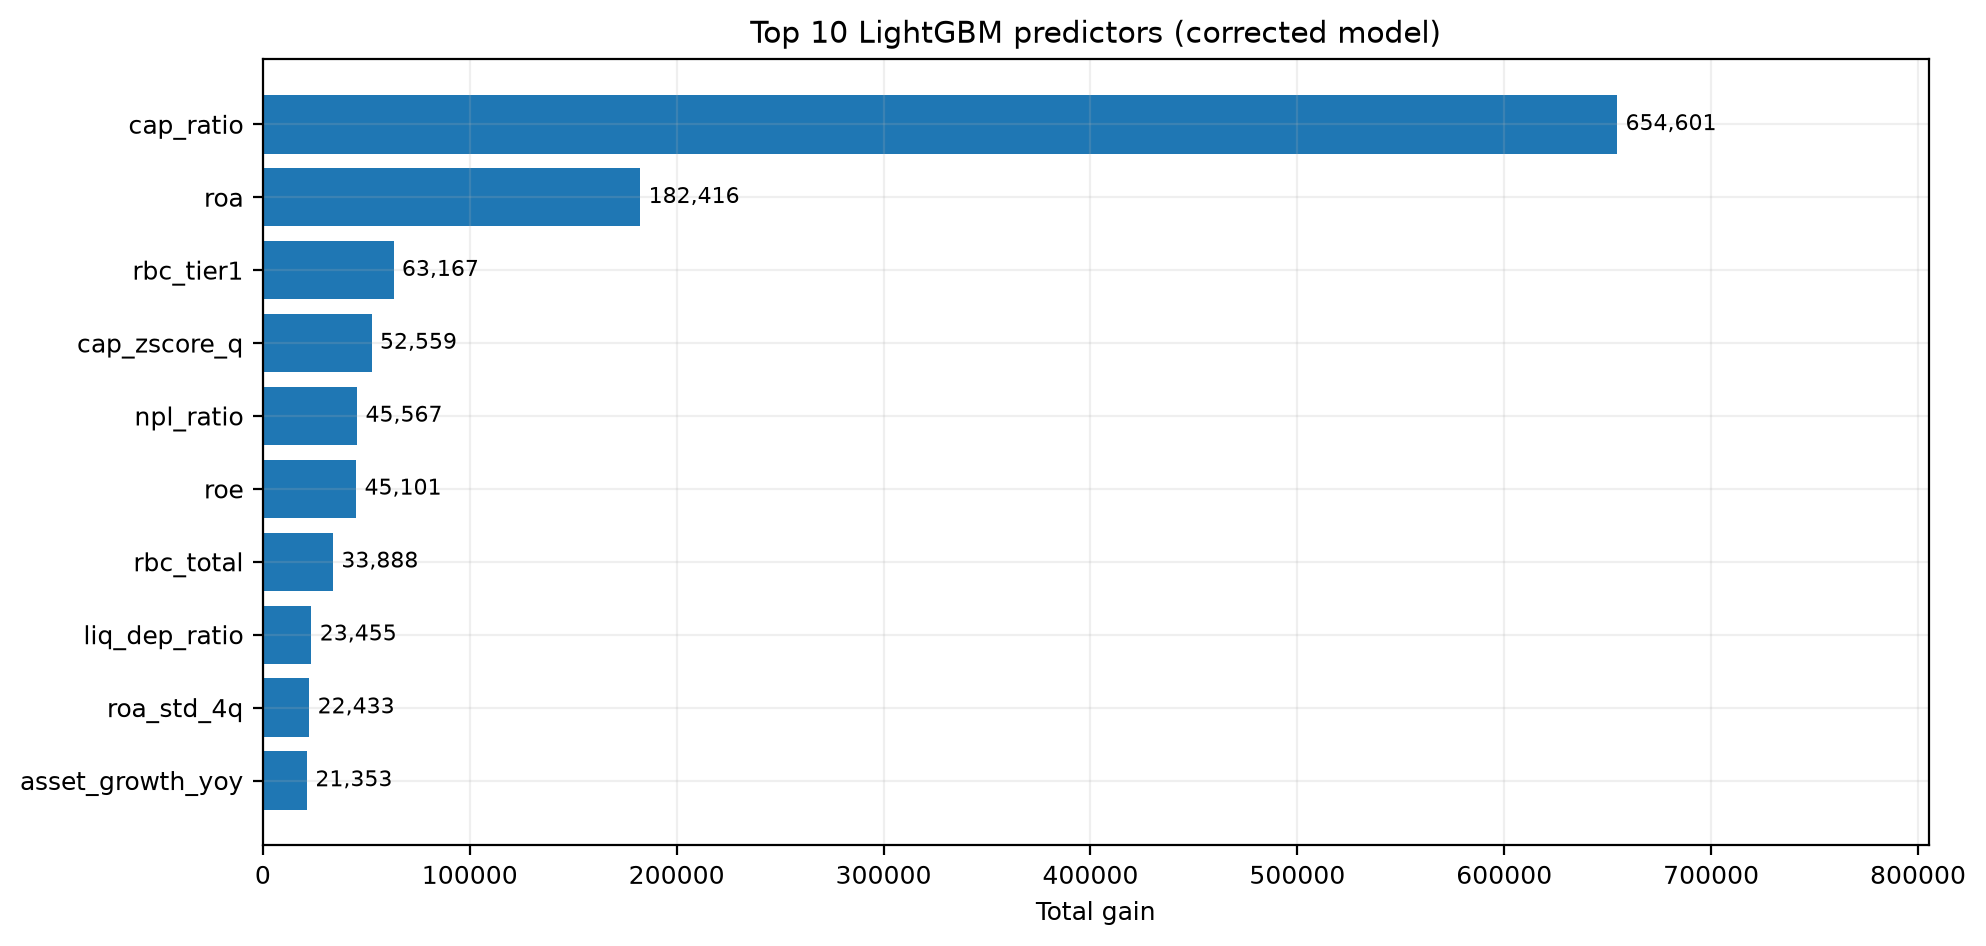 Top 10 LightGBM predictors (corrected model)
cap_ratio 654,601
roa 182,416
rbc_tier1 63,167
cap_zscore_q 52,559
npl_ratio 45,567
roe 45,101
rbc_total 33,888
liq_dep_ratio 23,455
roa_std_4q 22,433
asset_growth_yoy 21,353
0 100000 200000 300000 400000 500000 600000 700000 800000
Total gain